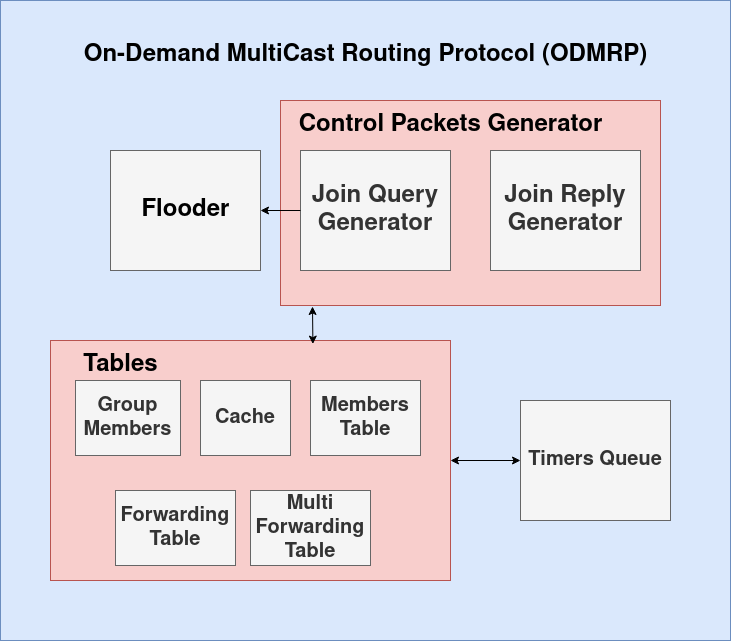 On-Demand MultiCast Routing Protocol (ODMRP)
Control Packets Generator
Flooder
Join Query
Generator
Join Reply
Generator
Tables
Group
Members
Cache
Members
Table
Timers Queue
Forwarding
Table
Multi
Forwarding
Table